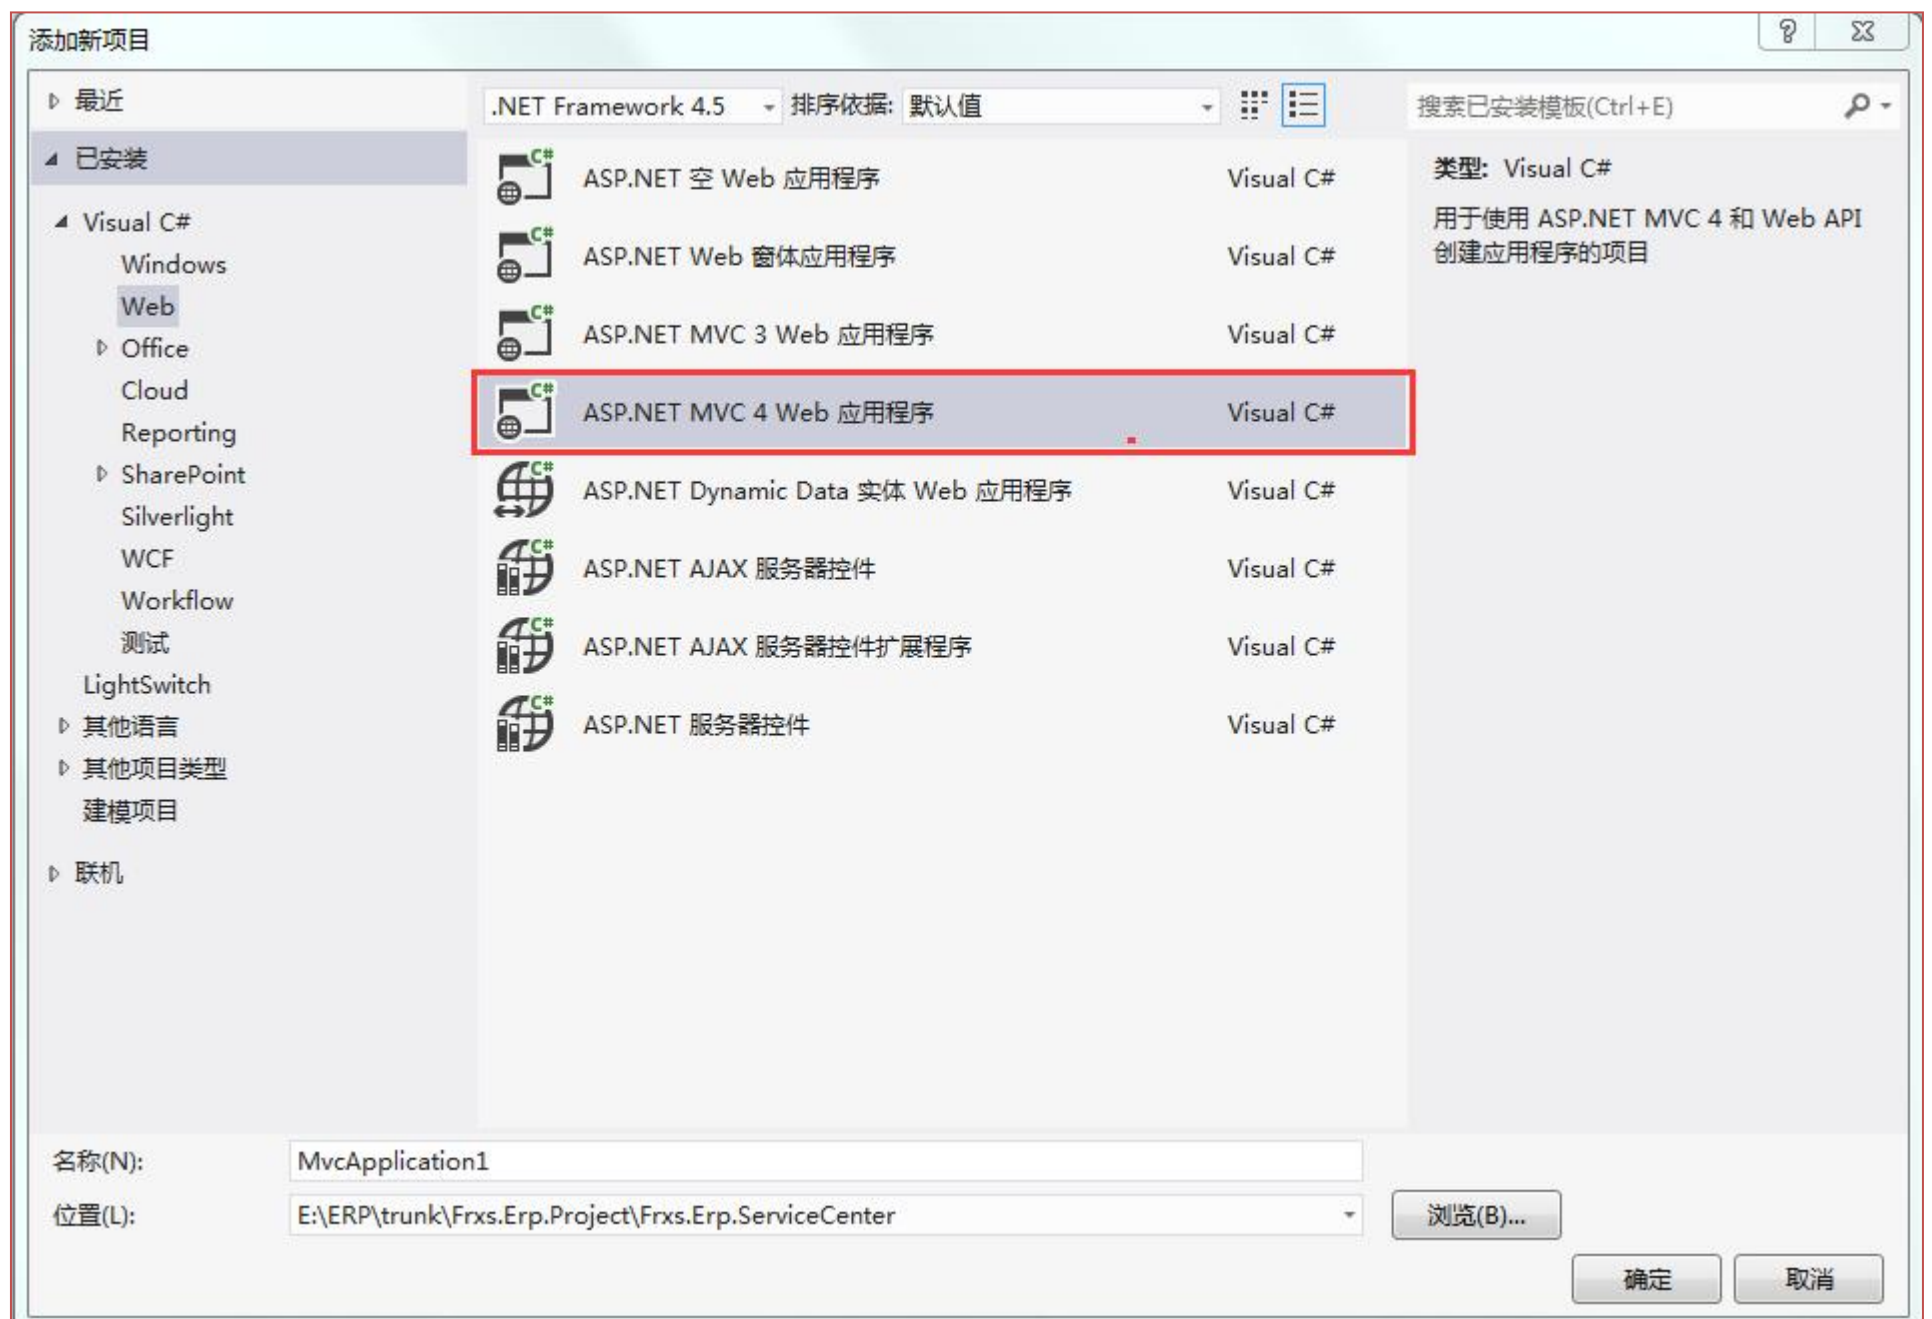 添加新项目
最近
已安装
Visual C#
Windows
Web
Office
Cloud
Reporting
SharePoint
Silverlight
WCF
Workflow
测试
LightSwitch
其他语言
其他项目类型
建模项目
联机
.NET Framework 4.5 排序依据: 默认值
ASP.NET 空 Web 应用程序 Visual C#
ASP.NET Web 窗体应用程序 Visual C#
ASP.NET MVC 3 Web 应用程序 Visual C#
ASP.NET MVC 4 Web 应用程序 Visual C#
ASP.NET Dynamic Data 实体 Web 应用程序 Visual C#
ASP.NET AJAX 服务器控件 Visual C#
ASP.NET AJAX 服务器控件扩展程序 Visual C#
ASP.NET 服务器控件 Visual C#
搜索已安装模板(Ctrl+E)
类型: Visual C#
用于使用 ASP.NET MVC 4 和 Web API
创建应用程序的项目
名称(N): MvcApplication1
位置(L): E:\ERP\trunk\Frxs.Erp.Project\Frxs.Erp.ServiceCenter 浏览(B)...
确定 取消